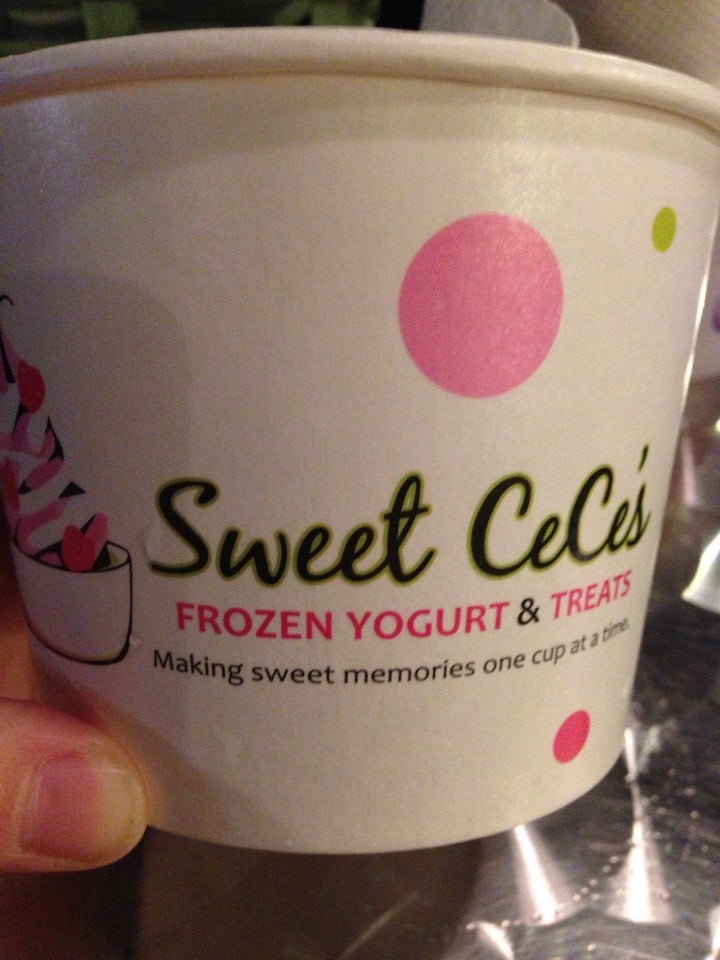 Sweet CeCe's
FROZEN YOGURT & TREATS
Making sweet memories one cup at a time.